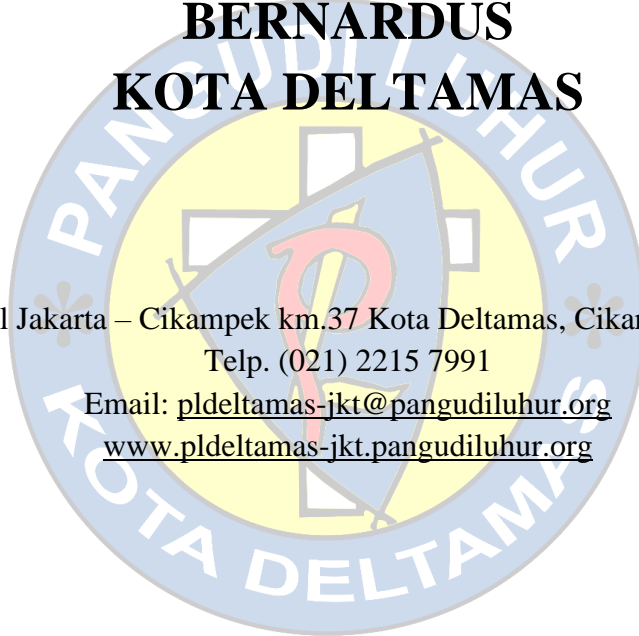 BERNARDUS
KOTA DELTAMAS
PANGUDI LUHUR
l Jakarta – Cikampek km.37 Kota Deltamas, Cikar
Telp. (021) 2215 7991
Email: pldeltamas-jkt@pangudiluhur.org
www.pldeltamas-jkt.pangudiluhur.org
KOTA DELTAMAS